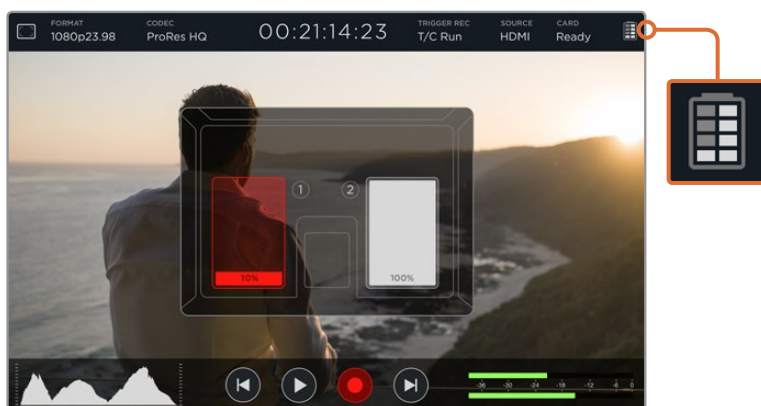 FORMAT
1080p23.98
CODEC
ProRes HQ
00:21:14:23
TRIGGER REC
T/C Run
SOURCE
HDMI
CARD
Ready
1
2
10%
100%
-36 -30 -24 -18 -12 -6 0